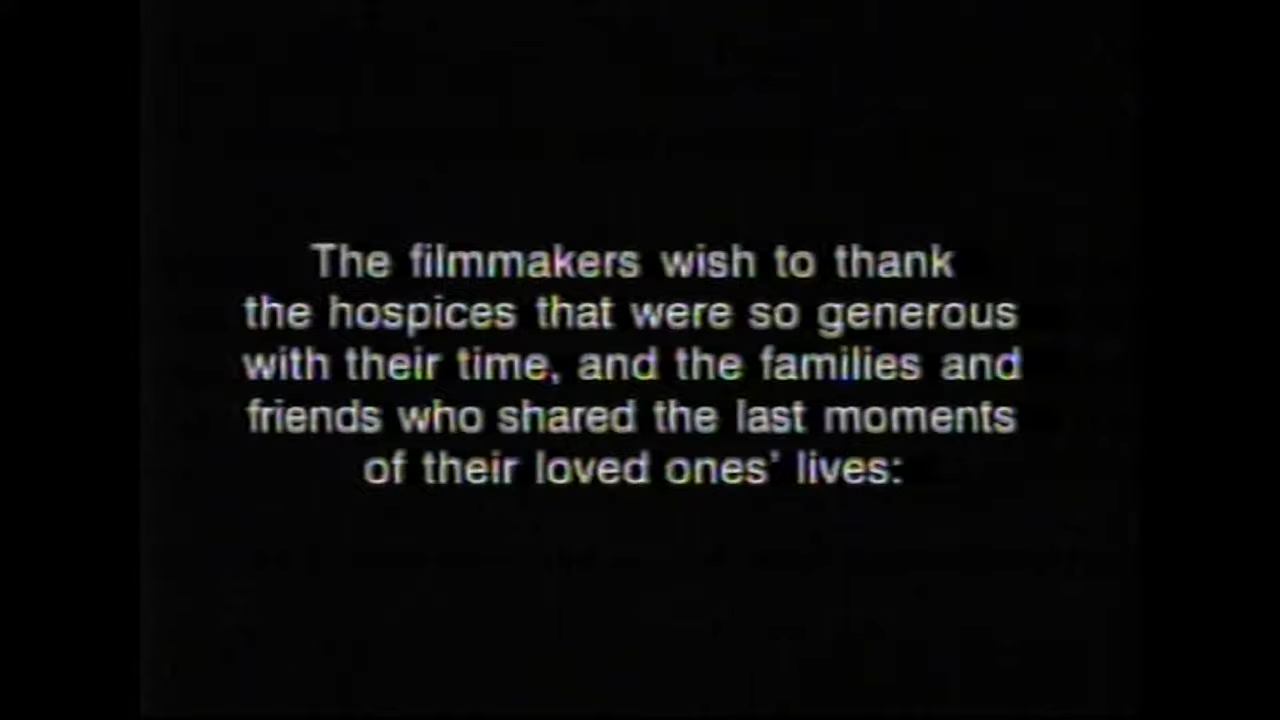 The filmmakers wish to thank
the hospices that were so generous
with their time, and the families and
friends who shared the last moments
of their loved ones' lives: